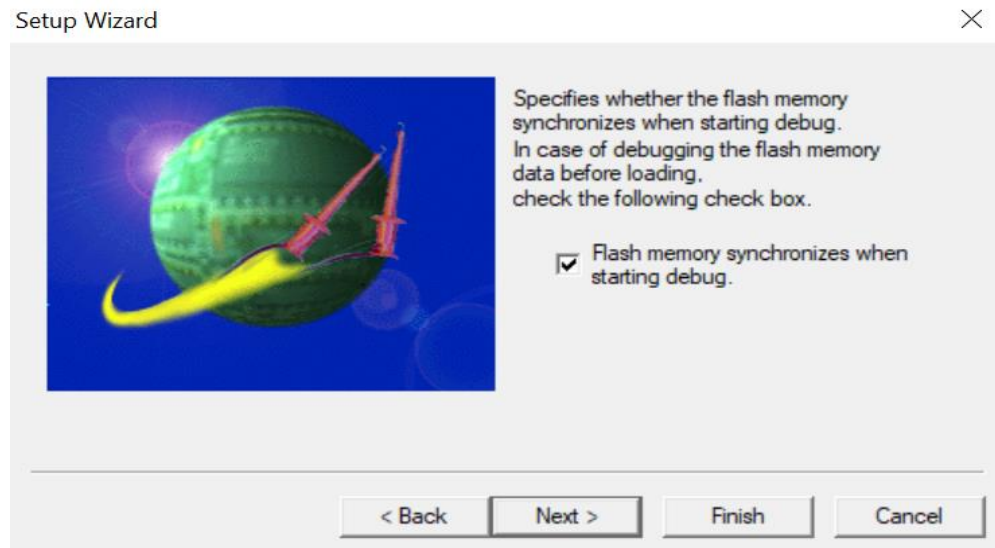 Setup Wizard
Specifies whether the flash memory
synchronizes when starting debug.
In case of debugging the flash memory
data before loading,
check the following check box.
Flash memory synchronizes when
starting debug.
< Back
Next >
Finish
Cancel